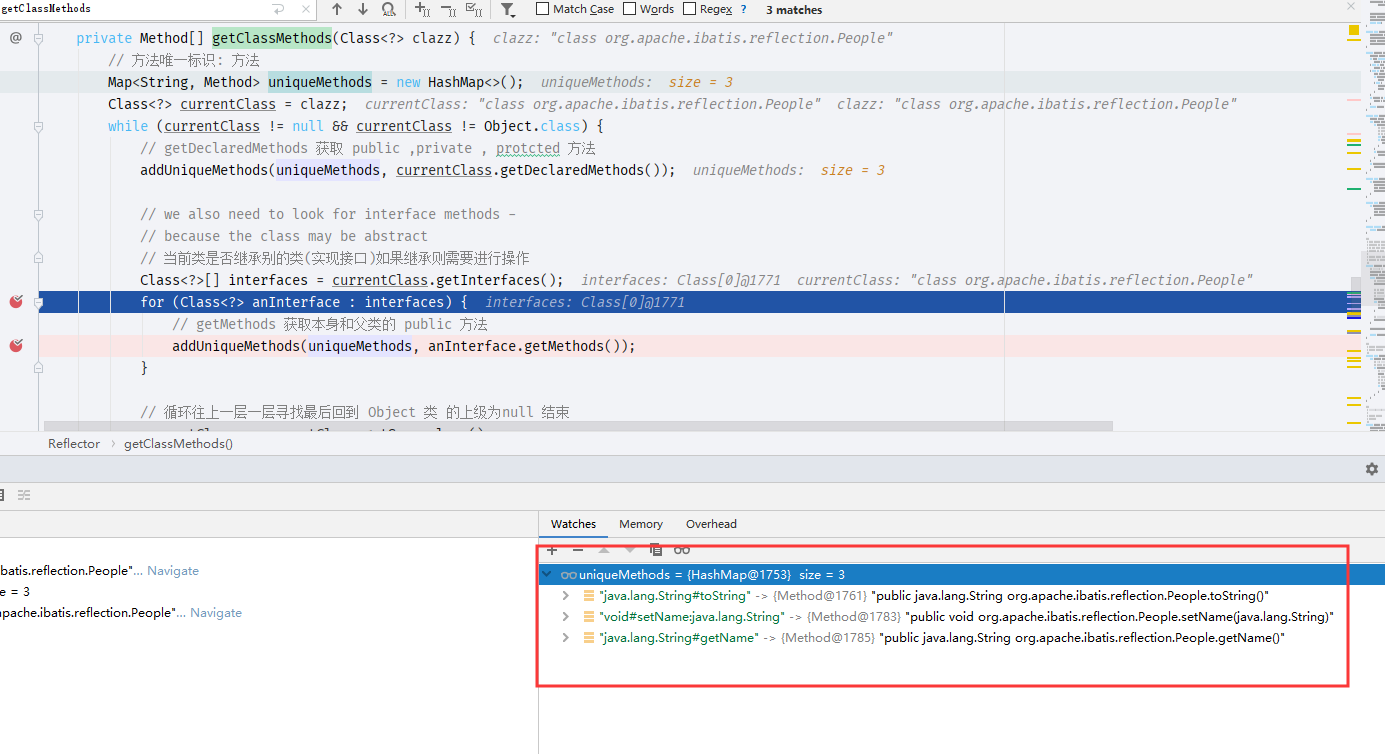 getClassMethods
Match Case Words Regex ? 3 matches
private Method[] getClassMethods(Class<?> clazz) { clazz: "class org.apache.ibatis.reflection.People"
// 方法唯一标识: 方法
Map<String, Method> uniqueMethods = new HashMap<>(); uniqueMethods: size = 3
Class<?> currentClass = clazz; currentClass: "class org.apache.ibatis.reflection.People" clazz: "class org.apache.ibatis.reflection.People"
while (currentClass != null && currentClass != Object.class) {
// getDeclaredMethods 获取 public ,private , protcted 方法
addUniqueMethods(uniqueMethods, currentClass.getDeclaredMethods()); uniqueMethods: size = 3
// we also need to look for interface methods -
// because the class may be abstract
// 当前类是否继承别的类(实现接口)如果继承则需要进行操作
Class<?>[] interfaces = currentClass.getInterfaces(); interfaces: Class[0]@1771 currentClass: "class org.apache.ibatis.reflection.People"
for (Class<?> anInterface : interfaces) { interfaces: Class[0]@1771
// getMethods 获取本身和父类的 public 方法
addUniqueMethods(uniqueMethods, anInterface.getMethods());
}
// 循环往上一层一层寻找最后回到 Object 类 的上级为null 结束
Reflector › getClassMethods()
Watches Memory Overhead
batis.reflection.People"... Navigate
e = 3
apache.ibatis.reflection.People"... Navigate
uniqueMethods = {HashMap@1753} size = 3
"java.lang.String#toString" -> {Method@1761} "public java.lang.String org.apache.ibatis.reflection.People.toString()"
"void#setName:java.lang.String" -> {Method@1783} "public void org.apache.ibatis.reflection.People.setName(java.lang.String)"
"java.lang.String#getName" -> {Method@1785} "public java.lang.String org.apache.ibatis.reflection.People.getName()"